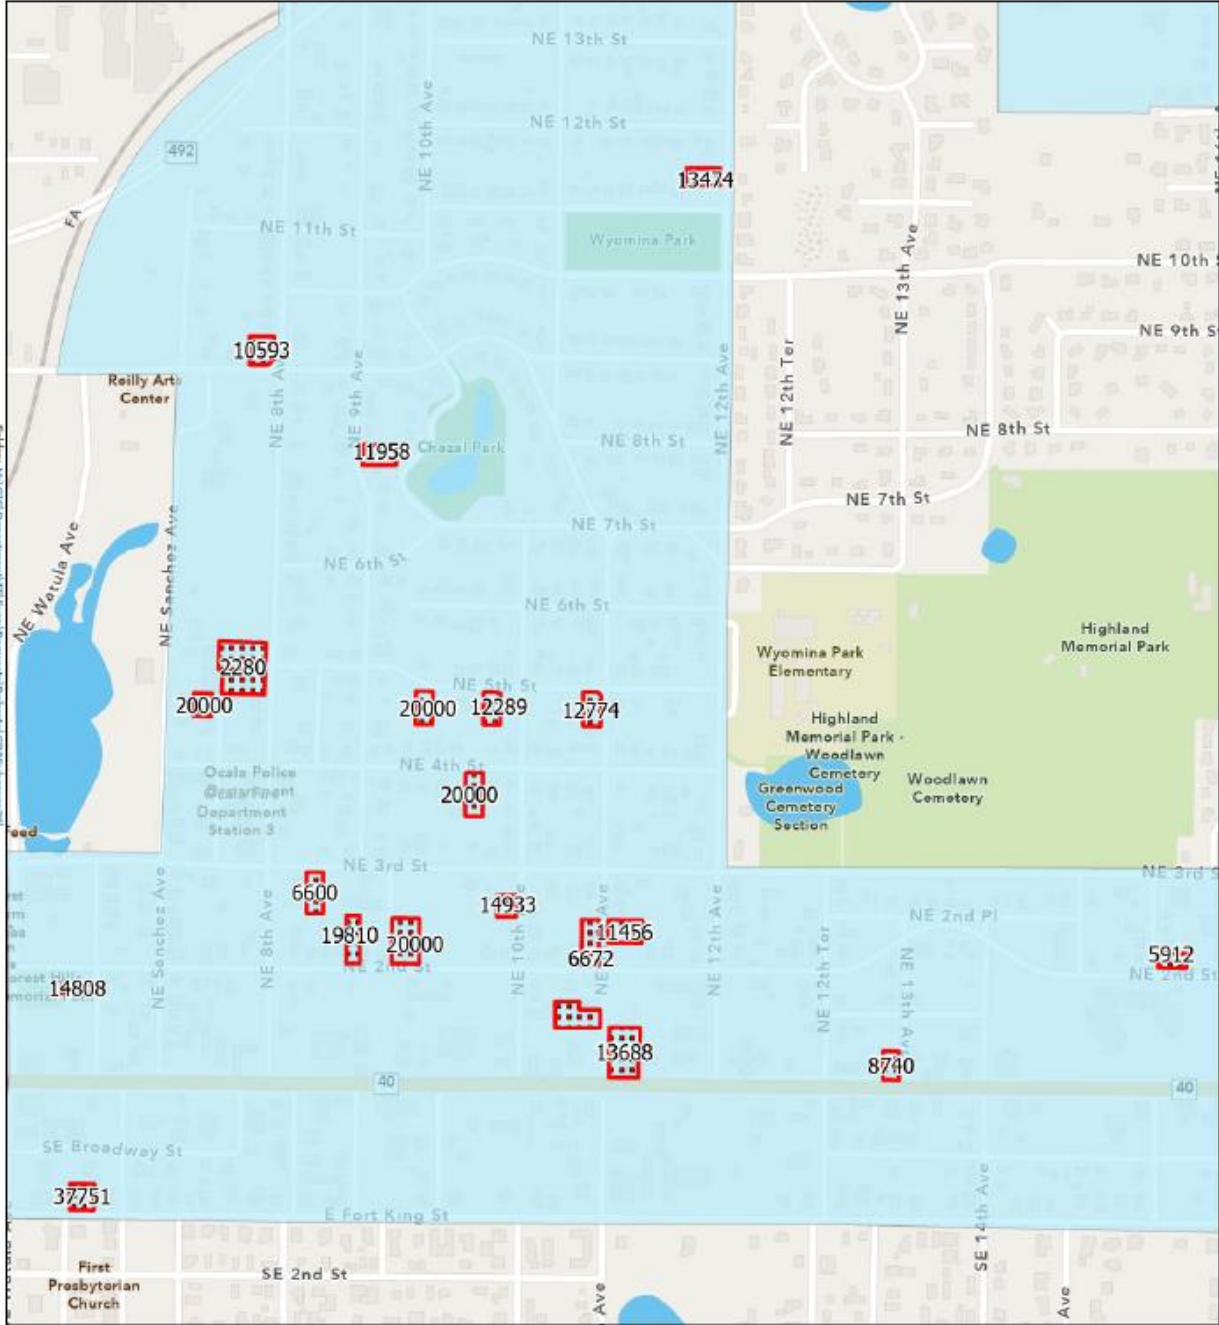 NE 13th St
NE 10th Ave
NE 12th St
492
13474
FA
NE 11th St
Wyomina Park
NE 13th Ave
NE 10th S
NE 9th S
10593
NE 12th Ter
Reilly Art
Center
NE 8th A
NE 9th Ave
NE 12th Ave
NE 8th St
NE 8th St
11958
Chazal Park
NE 7th St
NE 7th St
NE Watula Ave
NE Sanchez Ave
NE 6th St
NE 6th St
Highland
Memorial Park
Wyomina Park
Elementary
2280
NE 5th St
20000
20000
12289
12774
Highland
Memorial Park -
Woodlawn
Cemetery
NE 4th St
Ocala Police
Department
Station 3
20000
Greenwood
Cemetery
Section
Woodlawn
Cemetery
NE 3rd St
NE 3rd S
6600
14933
NE Sanchez Ave
NE 8th Ave
NE 10th
Ave
NE 12th Ave
NE 2nd Pl
19810
20000
11456
6672
NE 2nd St
NE 12th Ter
NE 13th Ave
5912
NE 2nd St
14808
13688
8740
40
40
SE Broadway St
37751
E Fort King St
SE 14th Ave
First
Presbyterian
Church
SE 2nd St
Ave
Ave